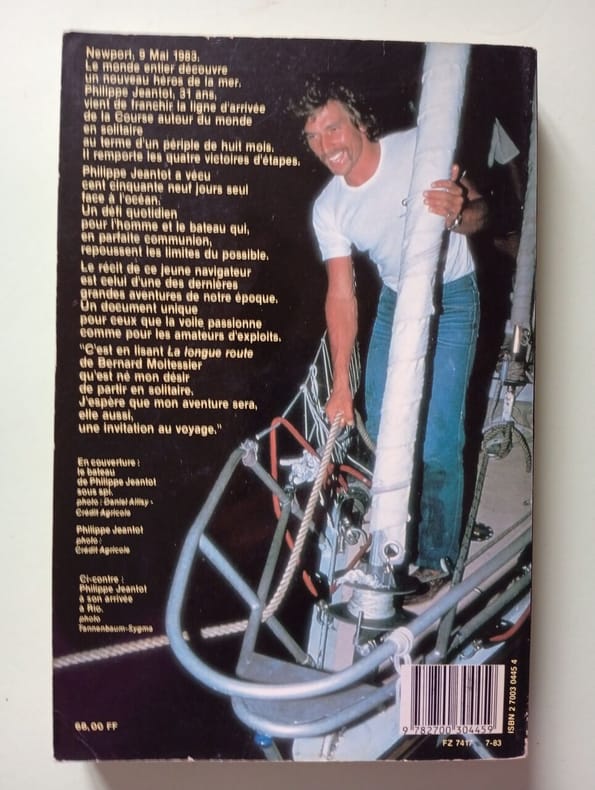 Newport, 9 Mai 1983.
Le monde entier découvre
un nouveau héros de la mer.
Philippe Jeantot, 31 ans,
vient de franchir la ligne d'arrivée
de la Course autour du monde
en solitaire
au terme d'un périple de huit mois.
Il remporte les quatre victoires d'étapes.
Philippe Jeantot a vécu
cent cinquante neuf jours seul
face à l'océan.
Un défi quotidien
pour l'homme et le bateau qui,
en parfaite communion,
repoussent les limites du possible.
Le récit de ce jeune navigateur
est celui d'une des dernières
grandes aventures de notre époque.
Un document unique
pour ceux que la voile passionne
comme pour les amateurs d'exploits.
"C'est en lisant La longue route
de Bernard Moitessier
qu'est né mon désir
de partir en solitaire.
J'espère que mon aventure sera,
elle aussi,
une invitation au voyage."
En couverture :
le bateau
de Philippe Jeantot
sous spi.
photo : Daniel Allisy -
Crédit Agricole
Philippe Jeantot
photo :
Crédit Agricole
Ci-contre :
Philippe Jeantot
à son arrivée
à Rio.
photo
Tannenbaum-Sygma
68,00 FF
ISBN 2 7003 0445 4
9 782700 304459
FZ 7417 7-83